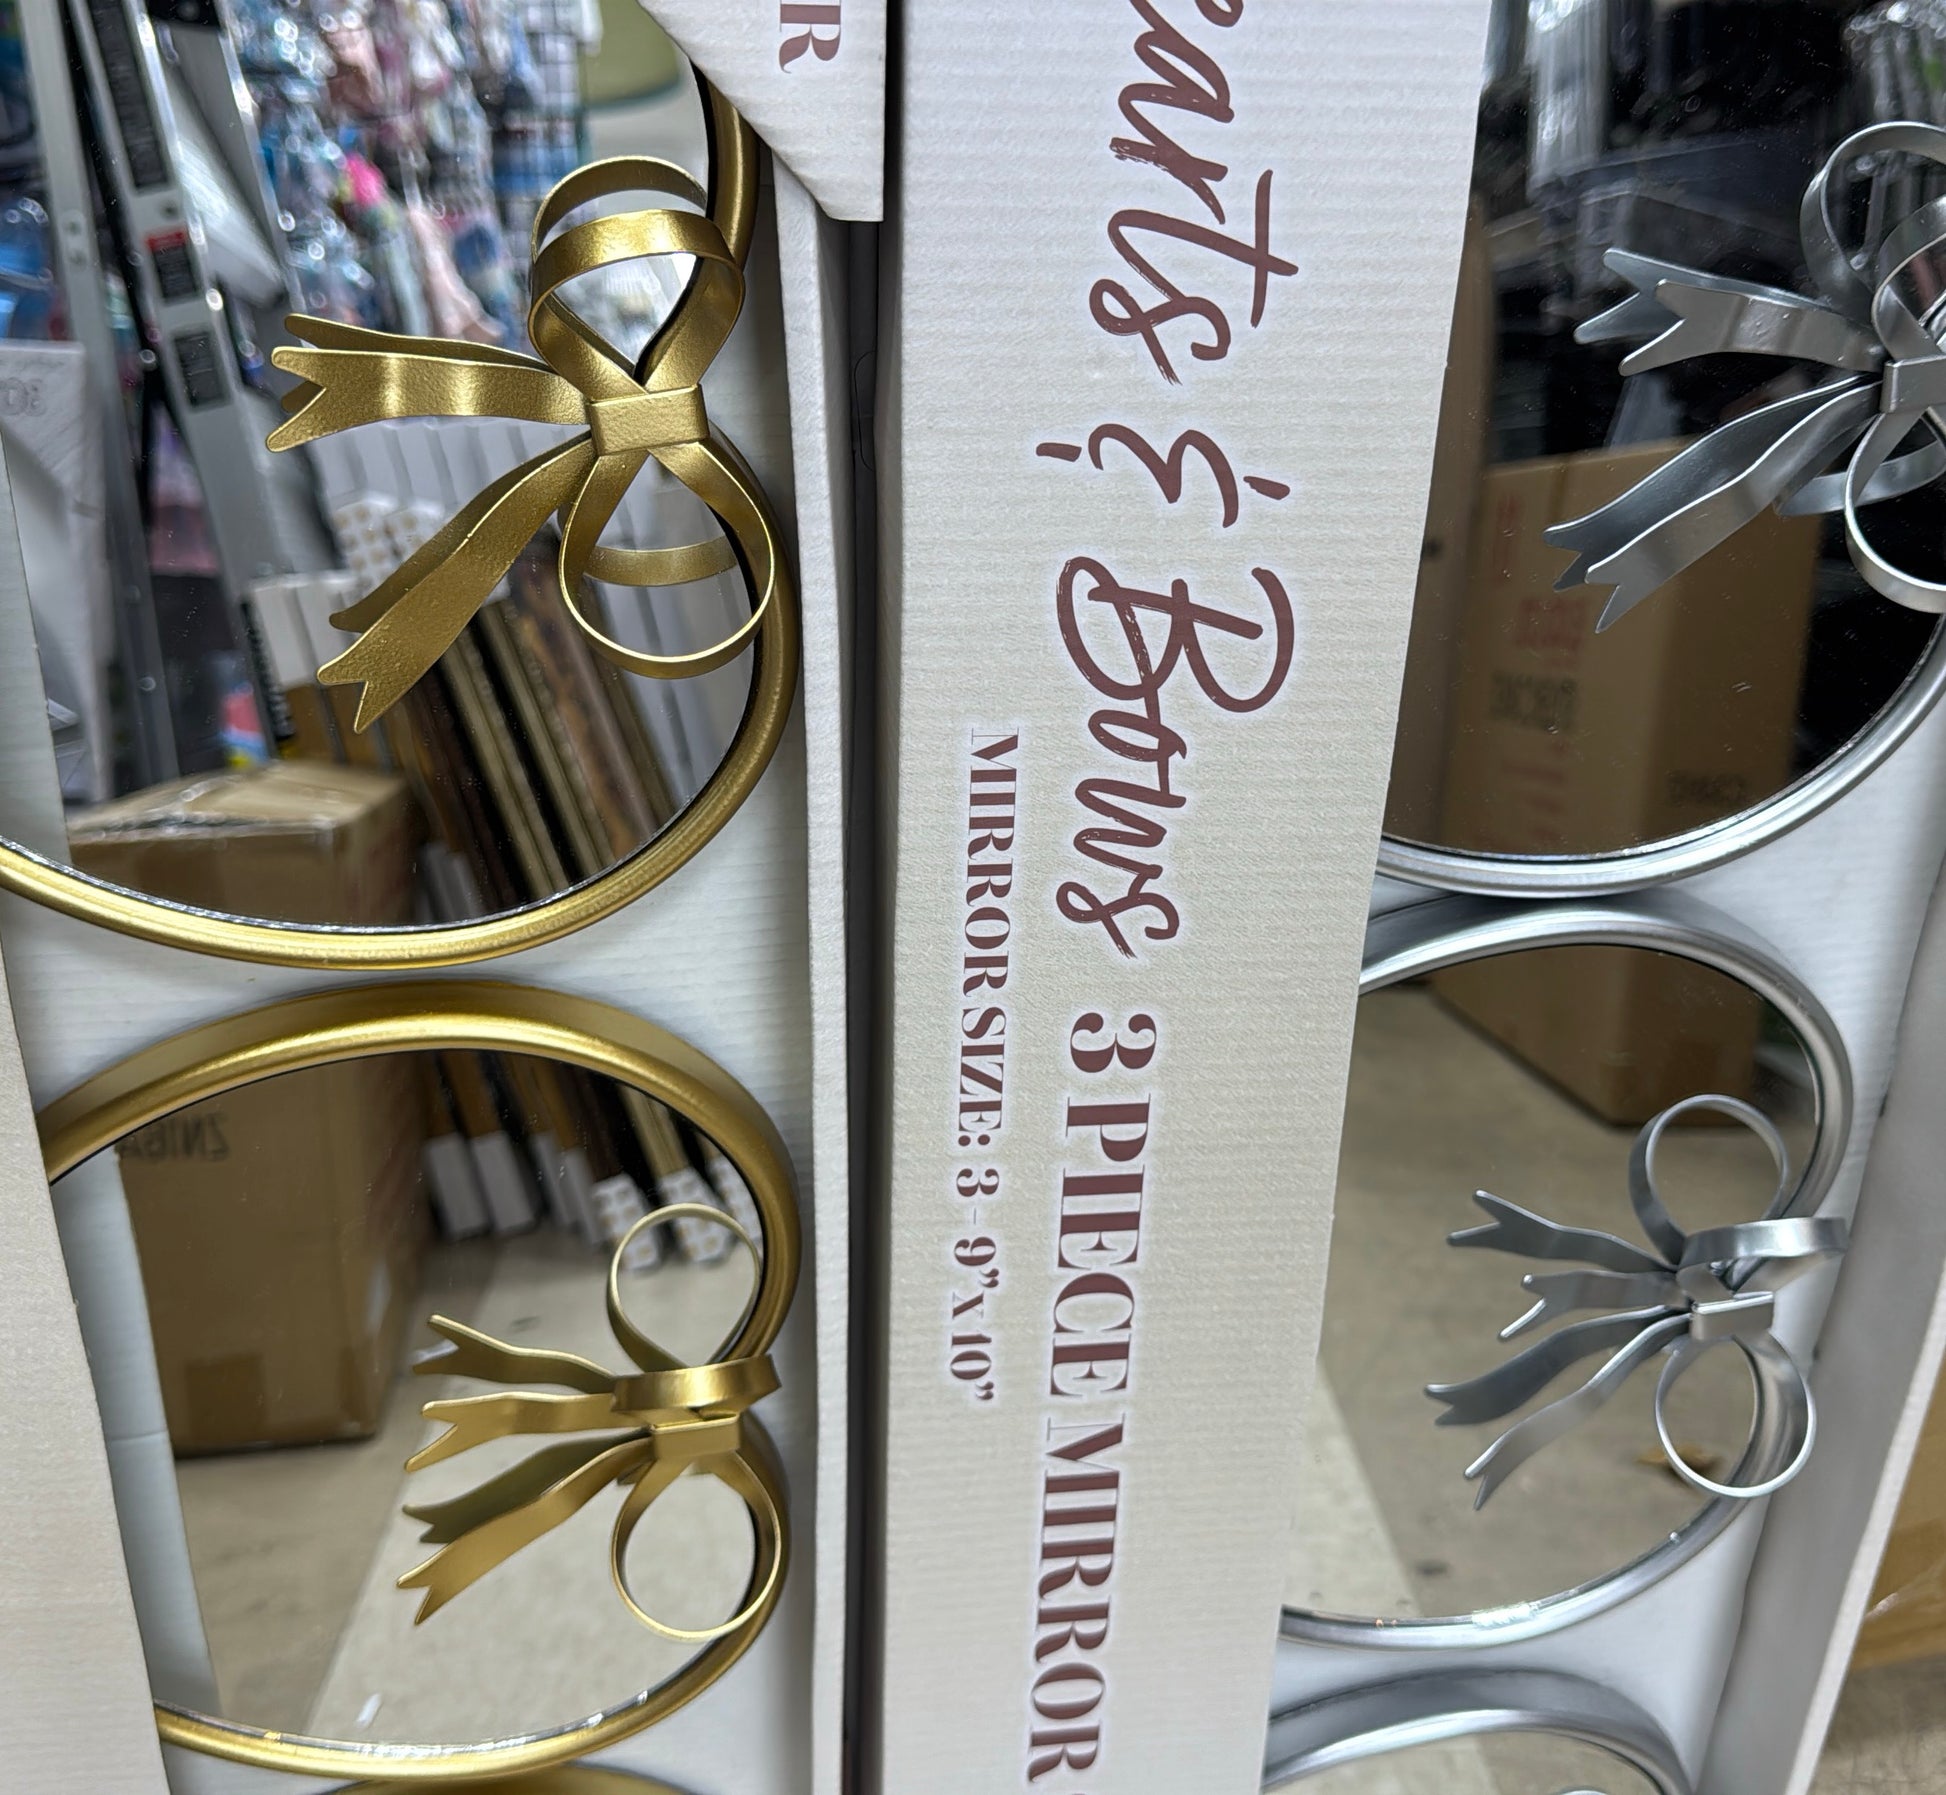 R
earts & Bows 3 PIECE MIRROR
MIRROR SIZE: 3 - 9” x 10”